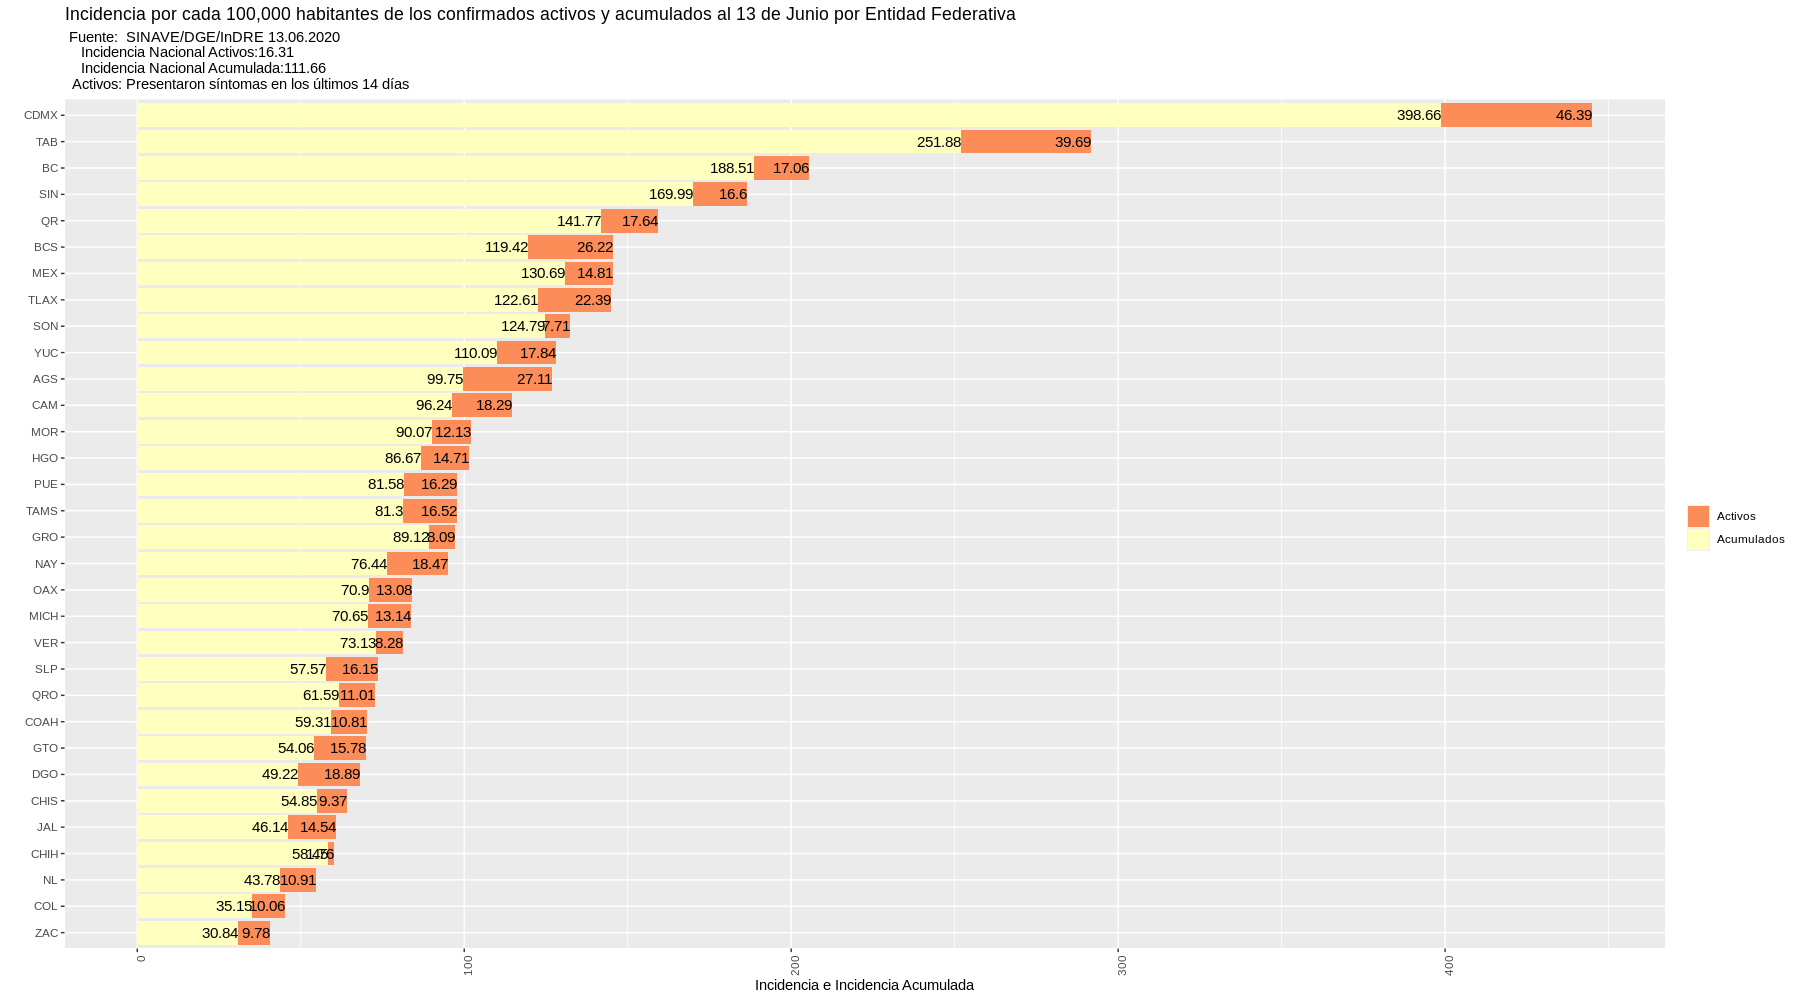 Incidencia por cada 100,000 habitantes de los confirmados activos y acumulados al 13 de Junio por Entidad Federativa
Fuente: SINAVE/DGE/InDRE 13.06.2020
Incidencia Nacional Activos:16.31
Incidencia Nacional Acumulada:111.66
Activos: Presentaron síntomas en los últimos 14 días
CDMX 398.66 46.39
TAB 251.88 39.69
BC 188.51 17.06
SIN 169.99 16.6
QR 141.77 17.64
BCS 119.42 26.22
MEX 130.69 14.81
TLAX 122.61 22.39
SON 124.79 7.71
YUC 110.09 17.84
AGS 99.75 27.11
CAM 96.24 18.29
MOR 90.07 12.13
HGO 86.67 14.71
PUE 81.58 16.29
TAMS 81.3 16.52
GRO 89.12 8.09
NAY 76.44 18.47
OAX 70.9 13.08
MICH 70.65 13.14
VER 73.13 8.28
SLP 57.57 16.15
QRO 61.59 11.01
COAH 59.31 10.81
GTO 54.06 15.78
DGO 49.22 18.89
CHIS 54.85 9.37
JAL 46.14 14.54
CHIH
NL 43.78 10.91
COL 35.15 10.06
ZAC 30.84 9.78
0 100 200 300 400
Incidencia e Incidencia Acumulada
Activos
Acumulados